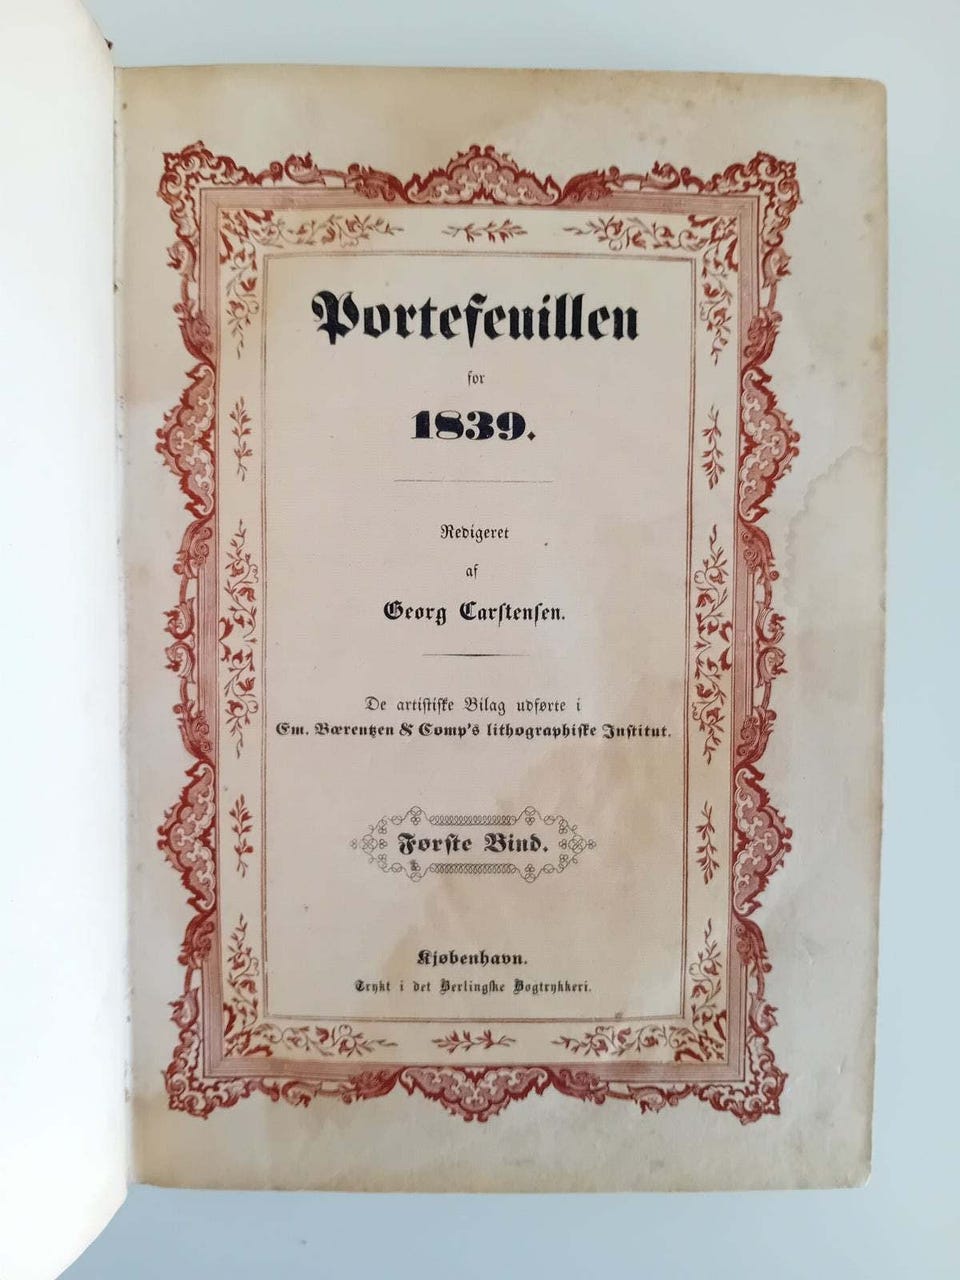 Portefeuillen
for
1839.
Redigeret
af
Georg Carſtenſen.
De artiſtiſke Bilag udførte i
Em. Bærentzen & Comp's lithographiſke Inſtitut.
Førſte Bind.
Kjøbenhavn.
Trykt i det Berlingſke Bogtrykkeri.